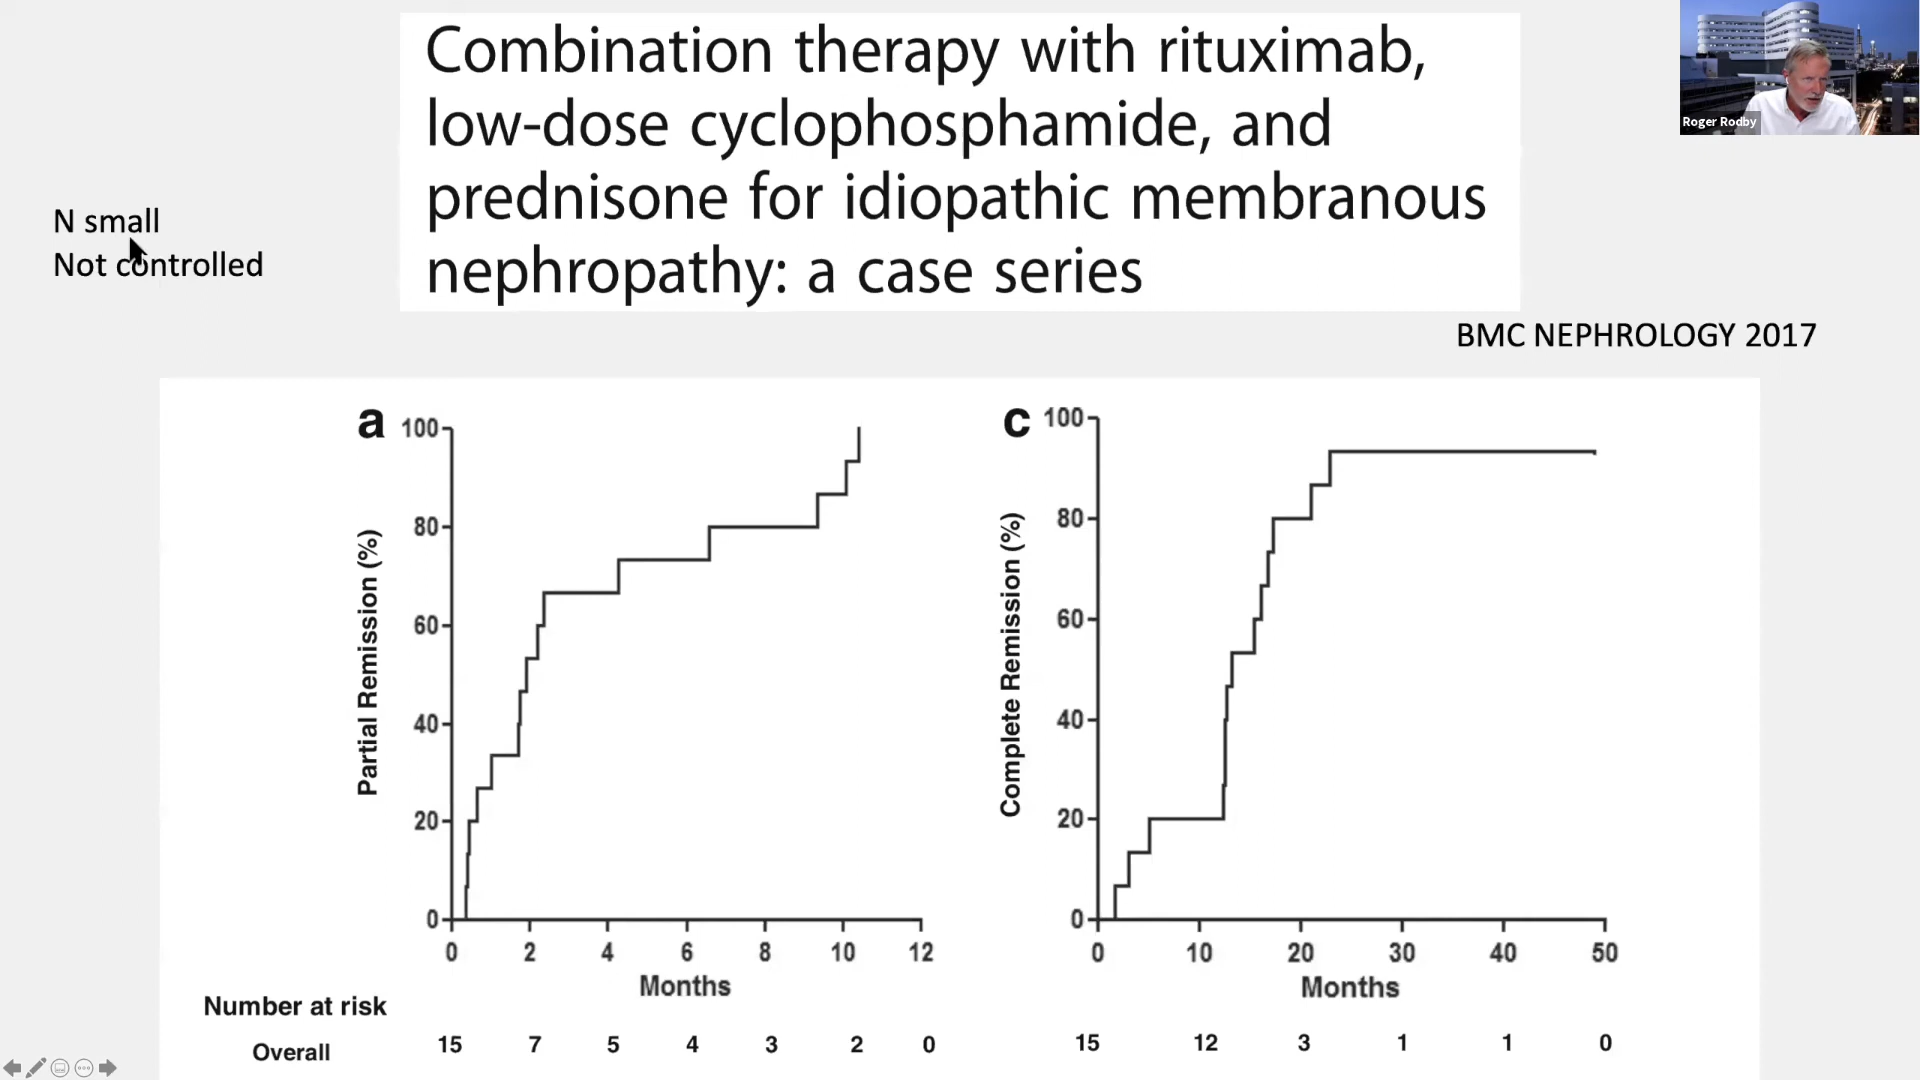 Combination therapy with rituximab,
low-dose cyclophosphamide, and
prednisone for idiopathic membranous
nephropathy: a case series
Roger Rodby
N small
Not controlled
BMC NEPHROLOGY 2017
a
100
80
60
40
20
0
Partial Remission (%)
0 2 4 6 8 10 12
Months
c
100
80
60
40
20
0
Complete Remission (%)
0 10 20 30 40 50
Months
Number at risk
Overall 15 7 5 4 3 2 0
15 12 3 1 1 0